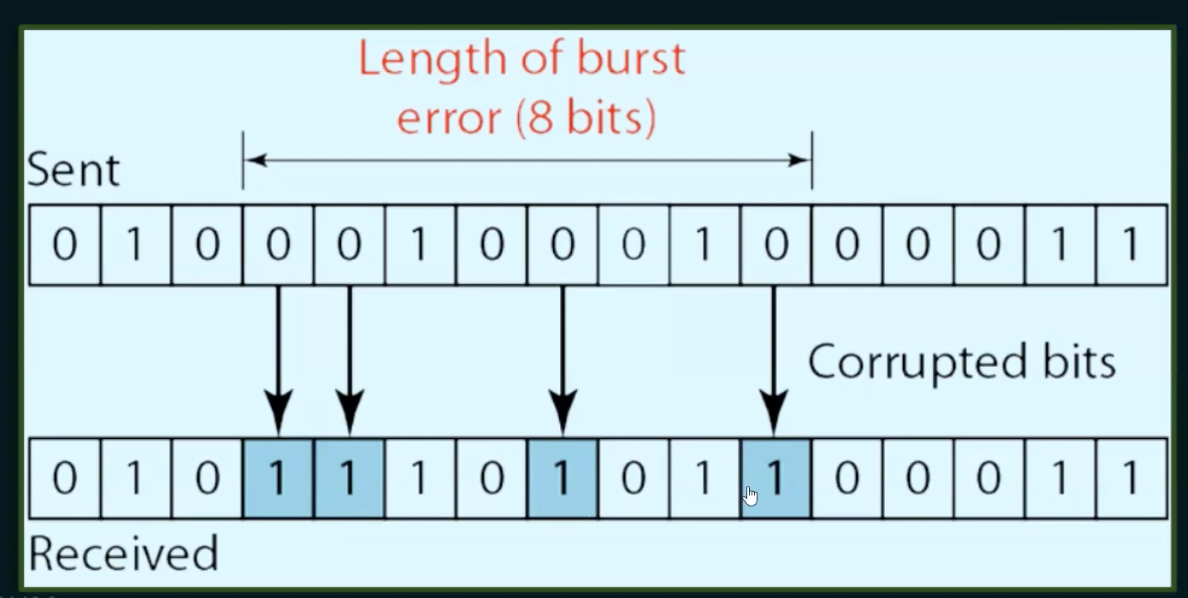 Length of burst
error (8 bits)
Sent
0 1 0 0 0 1 0 0 0 1 0 0 0 0 1 1
Corrupted bits
0 1 0 1 1 1 0 1 0 1 1 0 0 0 1 1
Received